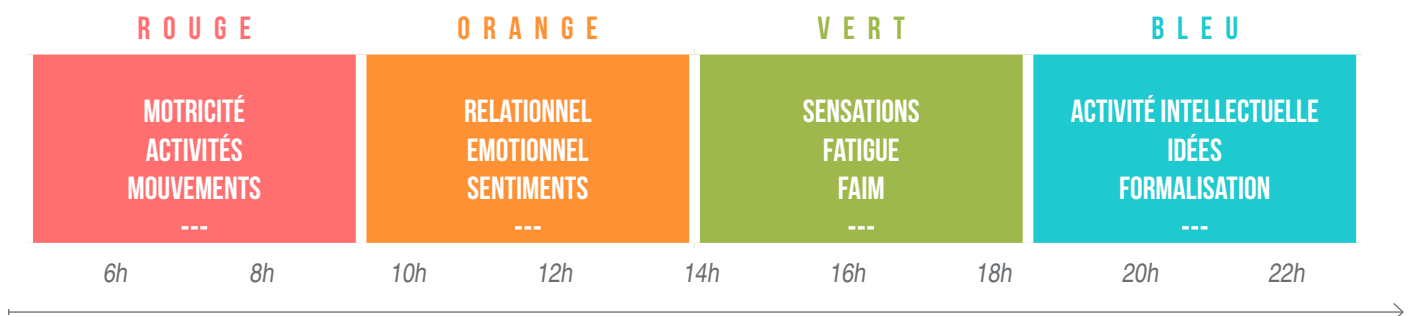 ROUGE ORANGE VERT BLEU
MOTRICITÉ
ACTIVITÉS
MOUVEMENTS
---
RELATIONNEL
EMOTIONNEL
SENTIMENTS
---
SENSATIONS
FATIGUE
FAIM
---
ACTIVITÉ INTELLECTUELLE
IDÉES
FORMALISATION
---
6h 8h 10h 12h 14h 16h 18h 20h 22h